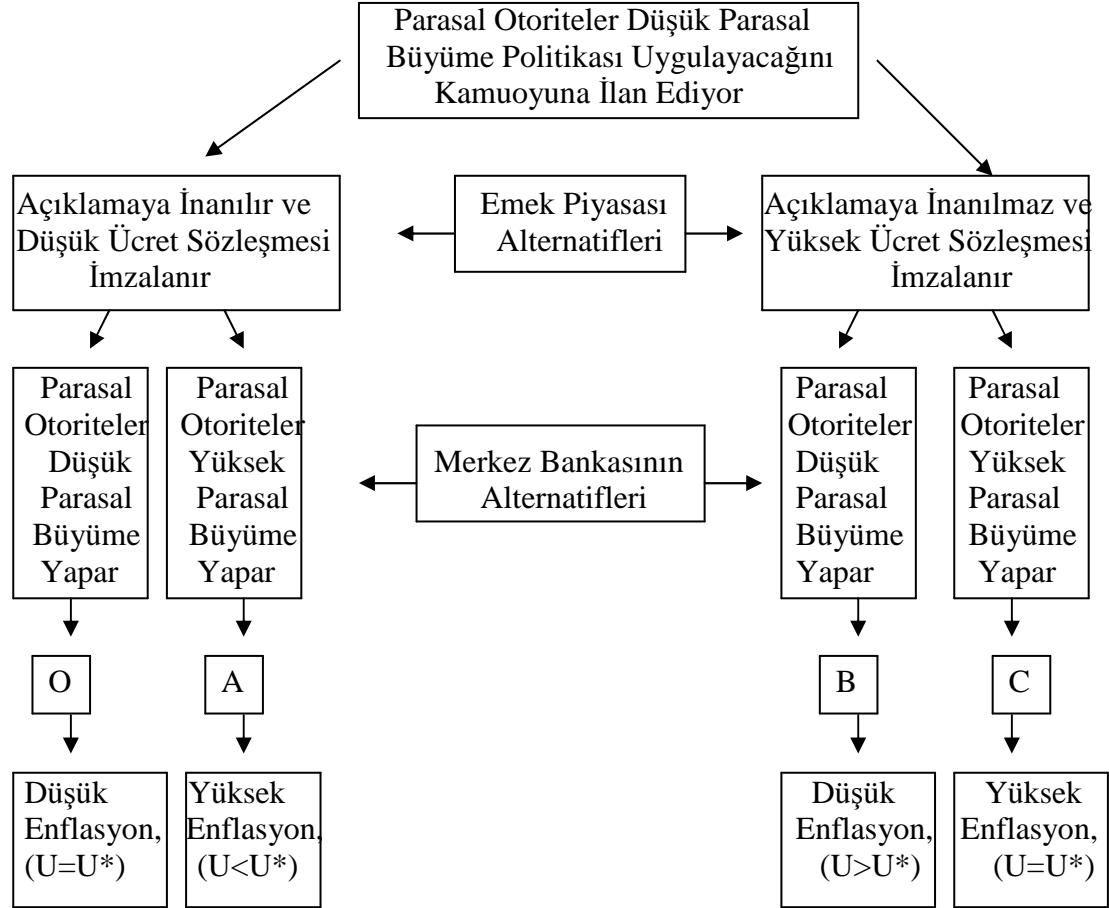 Parasal Otoriteler Düşük Parasal
Büyüme Politikası Uygulayacağını
Kamuoyuna İlan Ediyor
Açıklamaya İnanılır ve
Düşük Ücret Sözleşmesi
İmzalanır
Emek Piyasası
Alternatifleri
Açıklamaya İnanılmaz ve
Yüksek Ücret Sözleşmesi
İmzalanır
Parasal
Otoriteler
Düşük
Parasal
Büyüme
Yapar
Parasal
Otoriteler
Yüksek
Parasal
Büyüme
Yapar
Merkez Bankasının
Alternatifleri
Parasal
Otoriteler
Düşük
Parasal
Büyüme
Yapar
Parasal
Otoriteler
Yüksek
Parasal
Büyüme
Yapar
O
A
B
C
Düşük
Enflasyon,
(U=U*)
Yüksek
Enflasyon,
(U<U*)
Düşük
Enflasyon,
(U>U*)
Yüksek
Enflasyon,
(U=U*)